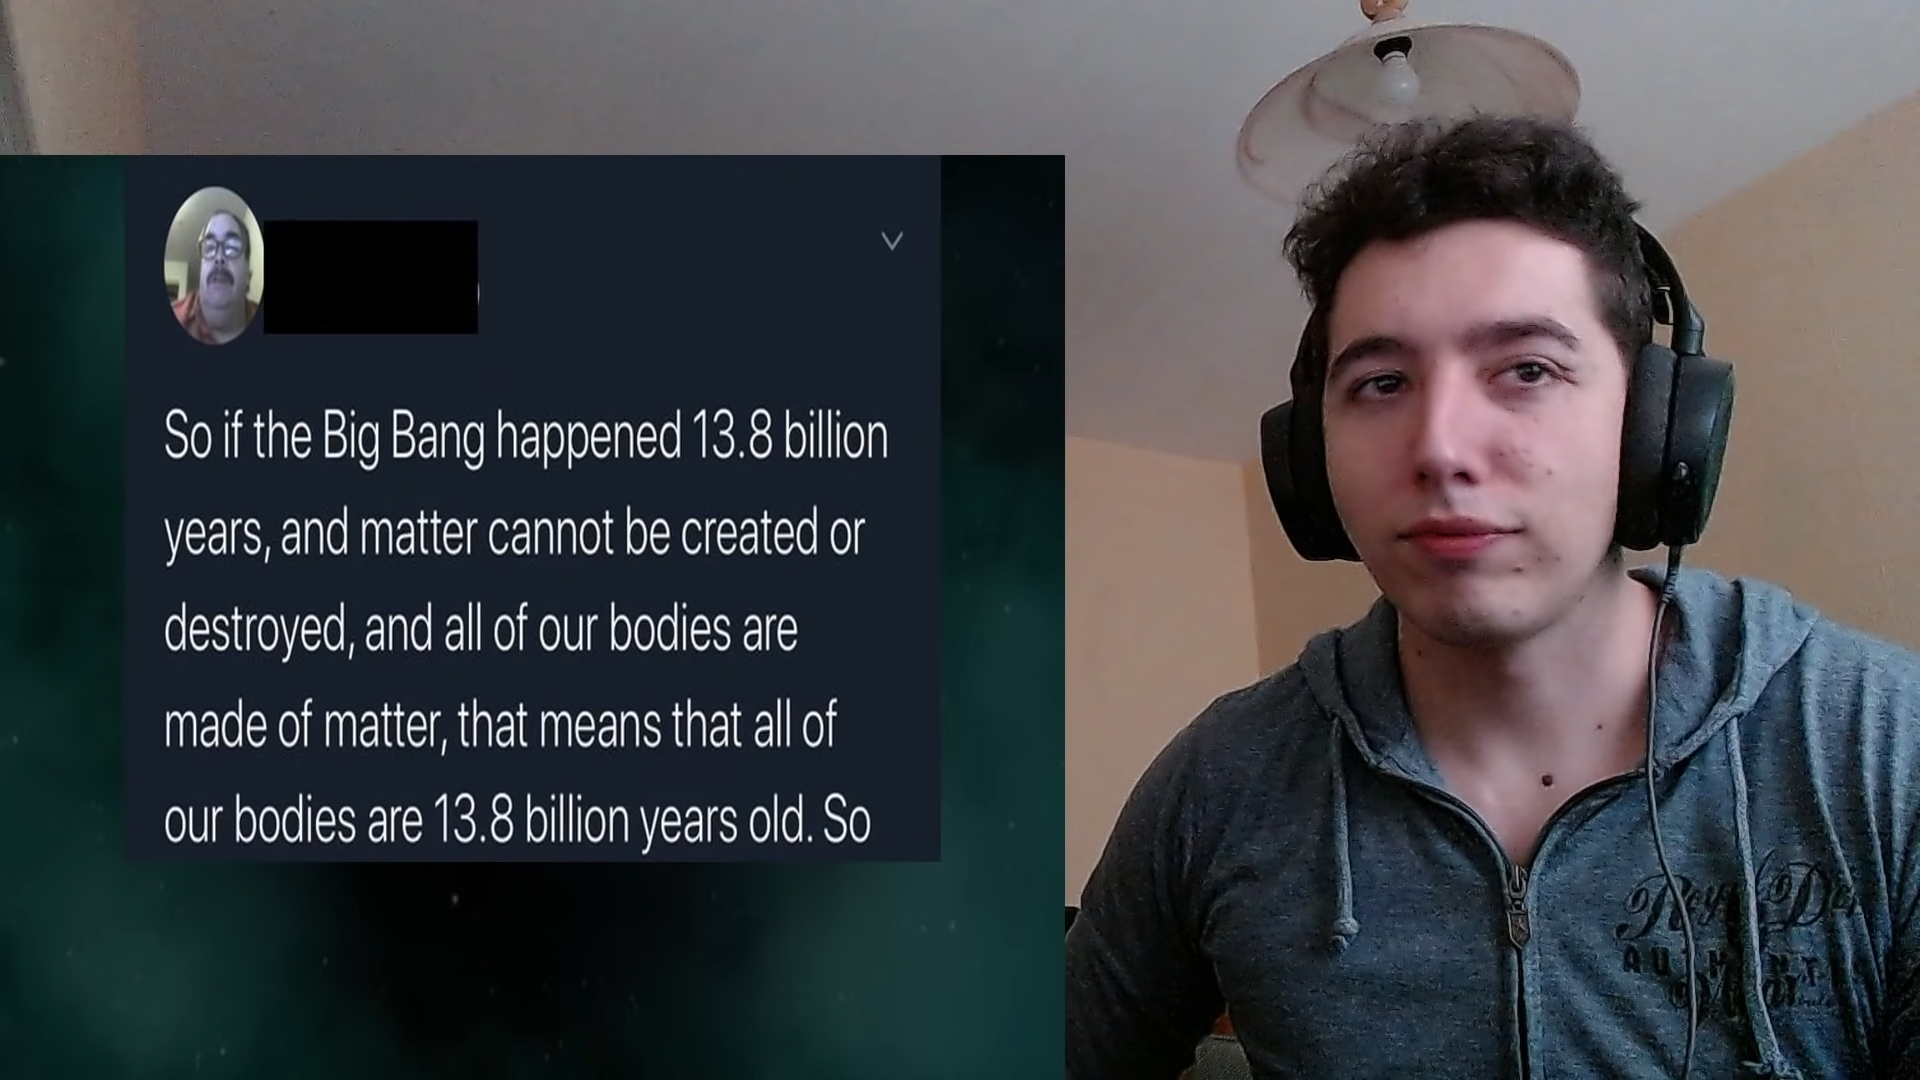 So if the Big Bang happened 13.8 billion
years, and matter cannot be created or
destroyed, and all of our bodies are
made of matter, that means that all of
our bodies are 13.8 billion years old. So